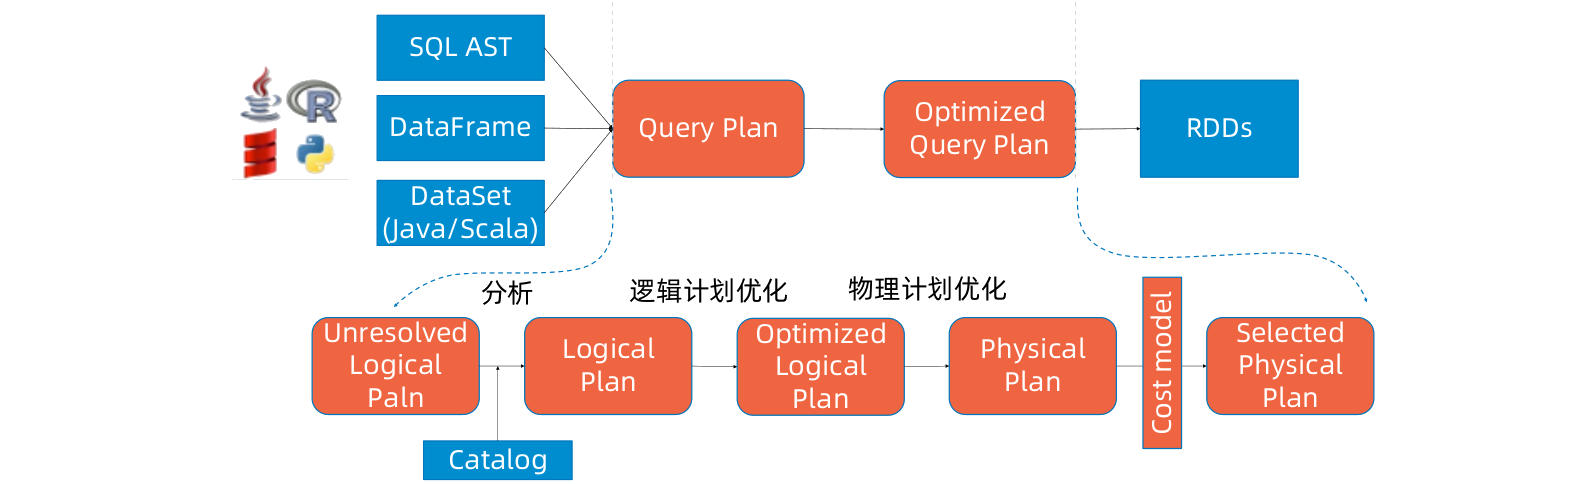 SQL AST
DataFrame
DataSet
(Java/Scala)
R
Query Plan
Optimized
Query Plan
RDDs
分析
逻辑计划优化
物理计划优化
Unresolved
Logical
Paln
Logical
Plan
Optimized
Logical
Plan
Physical
Plan
Cost model
Selected
Physical
Plan
Catalog